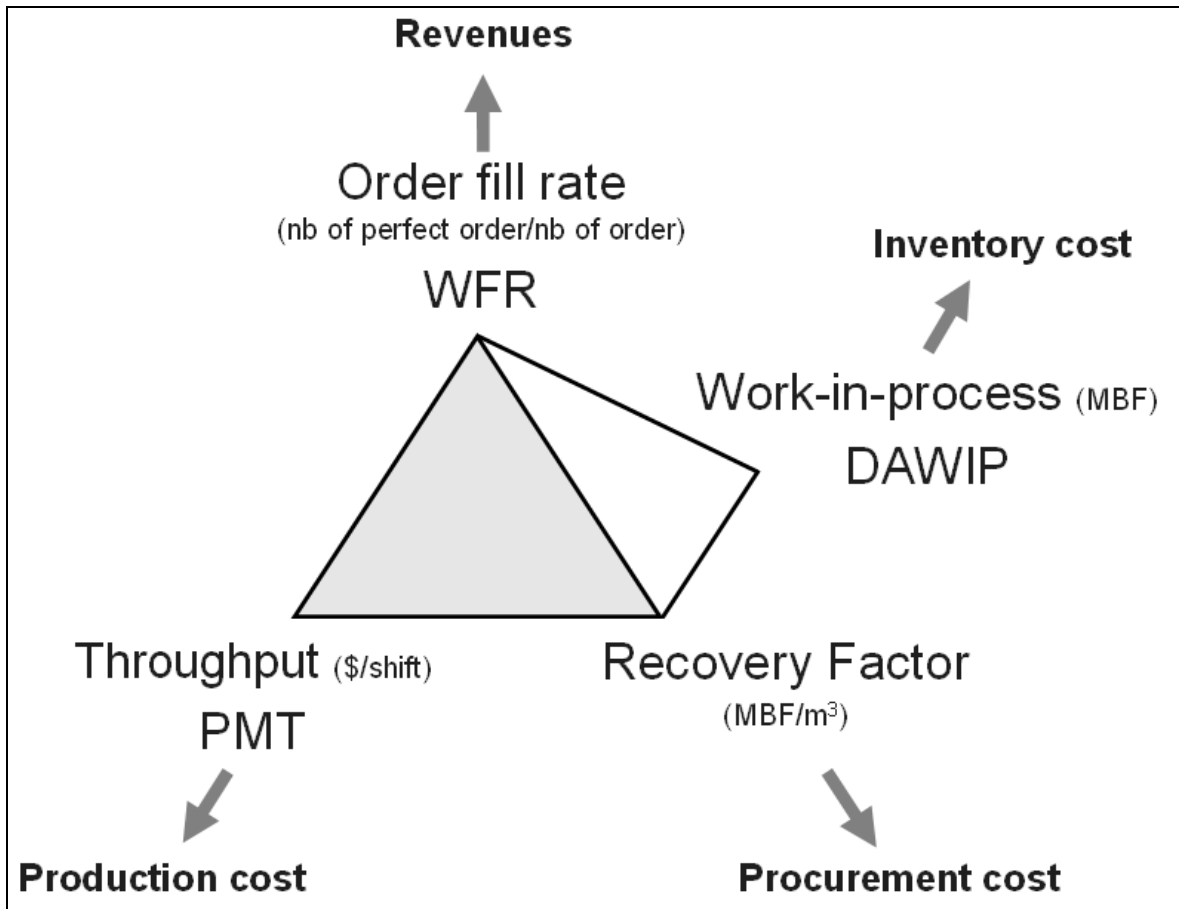 Revenues
Order fill rate
(nb of perfect order/nb of order)
WFR
Inventory cost
Work-in-process (MBF)
DAWIP
Throughput ($/shift)
PMT
Recovery Factor
(MBF/m³)
Production cost
Procurement cost